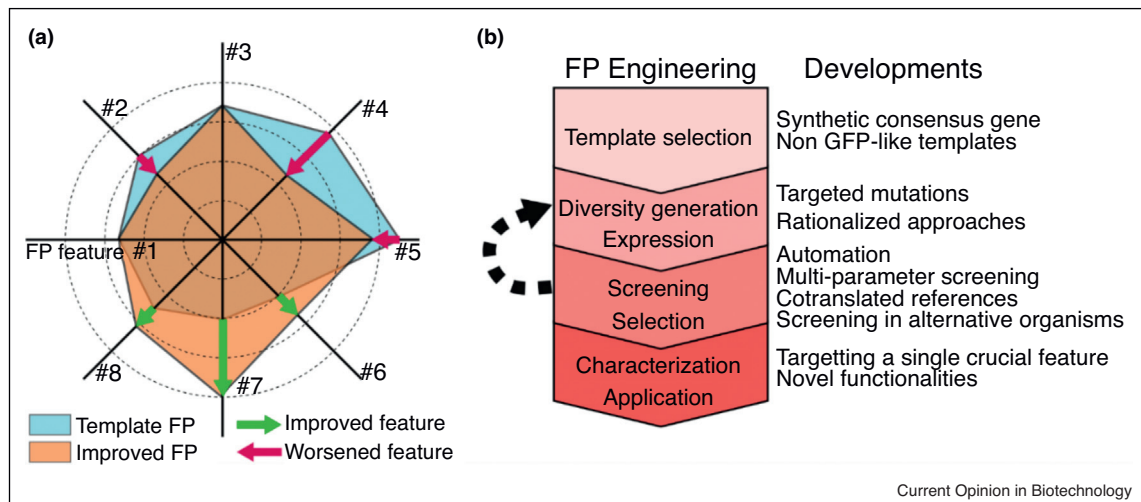 (a)
#3
#2
#4
FP feature #1
#5
#8
#7
#6
Template FP
Improved feature
Improved FP
Worsened feature
(b)
FP Engineering
Developments
Template selection
Synthetic consensus gene
Non GFP-like templates
Diversity generation
Expression
Targeted mutations
Rationalized approaches
Screening
Selection
Automation
Multi-parameter screening
Cotranslated references
Screening in alternative organisms
Characterization
Application
Targetting a single crucial feature
Novel functionalities
Current Opinion in Biotechnology